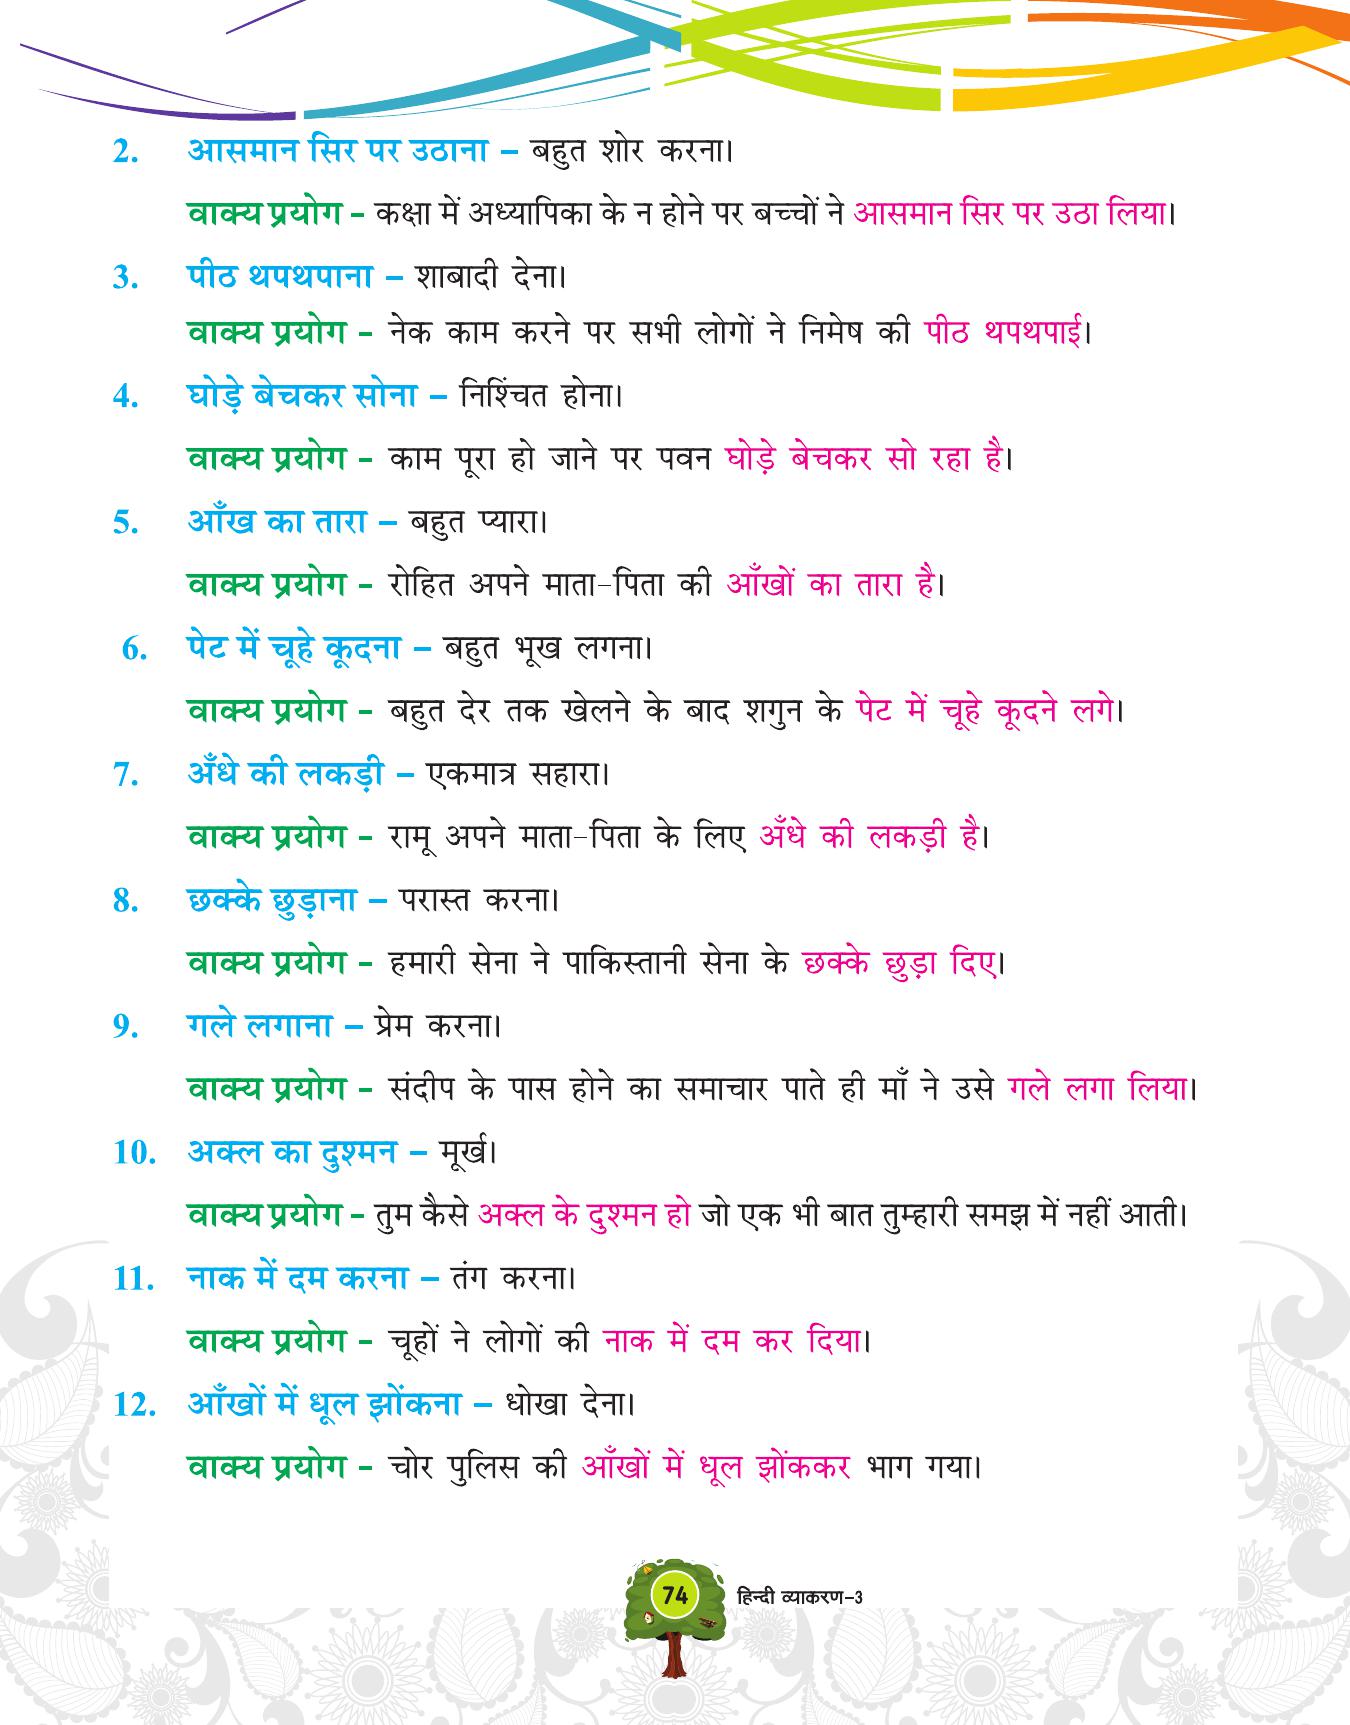 2. आसमान सिर पर उठाना – बहुत शोर करना।
वाक्य प्रयोग - कक्षा में अध्यापिका के न होने पर बच्चों ने आसमान सिर पर उठा लिया।
3. पीठ थपथपाना – शाबादी देना।
वाक्य प्रयोग - नेक काम करने पर सभी लोगों ने निमेष की पीठ थपथपाई।
4. घोड़े बेचकर सोना – निश्चिंत होना।
वाक्य प्रयोग - काम पूरा हो जाने पर पवन घोड़े बेचकर सो रहा है।
5. आँख का तारा – बहुत प्यारा।
वाक्य प्रयोग - रोहित अपने माता-पिता की आँखों का तारा है।
6. पेट में चूहे कूदना – बहुत भूख लगना।
वाक्य प्रयोग - बहुत देर तक खेलने के बाद शगुन के पेट में चूहे कूदने लगे।
7. अँधे की लकड़ी – एकमात्र सहारा।
वाक्य प्रयोग - रामू अपने माता-पिता के लिए अँधे की लकड़ी है।
8. छक्के छुड़ाना – परास्त करना।
वाक्य प्रयोग - हमारी सेना ने पाकिस्तानी सेना के छक्के छुड़ा दिए।
9. गले लगाना – प्रेम करना।
वाक्य प्रयोग - संदीप के पास होने का समाचार पाते ही माँ ने उसे गले लगा लिया।
10. अक्ल का दुश्मन – मूर्ख।
वाक्य प्रयोग - तुम कैसे अक्ल के दुश्मन हो जो एक भी बात तुम्हारी समझ में नहीं आती।
11. नाक में दम करना – तंग करना।
वाक्य प्रयोग - चूहों ने लोगों की नाक में दम कर दिया।
12. आँखों में धूल झोंकना – धोखा देना।
वाक्य प्रयोग - चोर पुलिस की आँखों में धूल झोंककर भाग गया।
74 हिन्दी व्याकरण-3